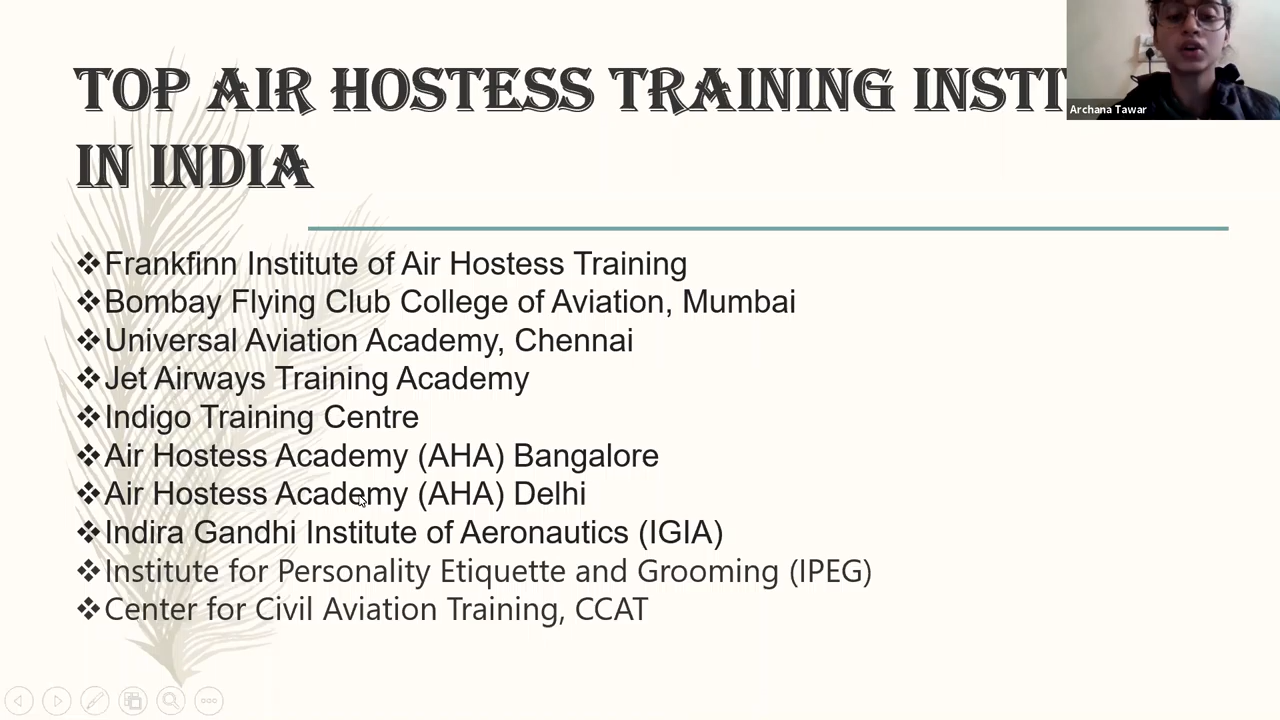 TOP AIR HOSTESS TRAINING
IN INDIA
Archana Tawar
❖Frankfinn Institute of Air Hostess Training
❖Bombay Flying Club College of Aviation, Mumbai
❖Universal Aviation Academy, Chennai
❖Jet Airways Training Academy
❖Indigo Training Centre
❖Air Hostess Academy (AHA) Bangalore
❖Air Hostess Academy (AHA) Delhi
❖Indira Gandhi Institute of Aeronautics (IGIA)
❖Institute for Personality Etiquette and Grooming (IPEG)
❖Center for Civil Aviation Training, CCAT